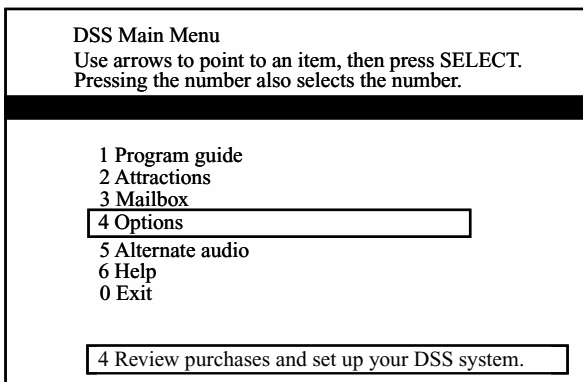 DSS Main Menu
Use arrows to point to an item, then press SELECT.
Pressing the number also selects the number.
1 Program guide
2 Attractions
3 Mailbox
4 Options
5 Alternate audio
6 Help
0 Exit
4 Review purchases and set up your DSS system.